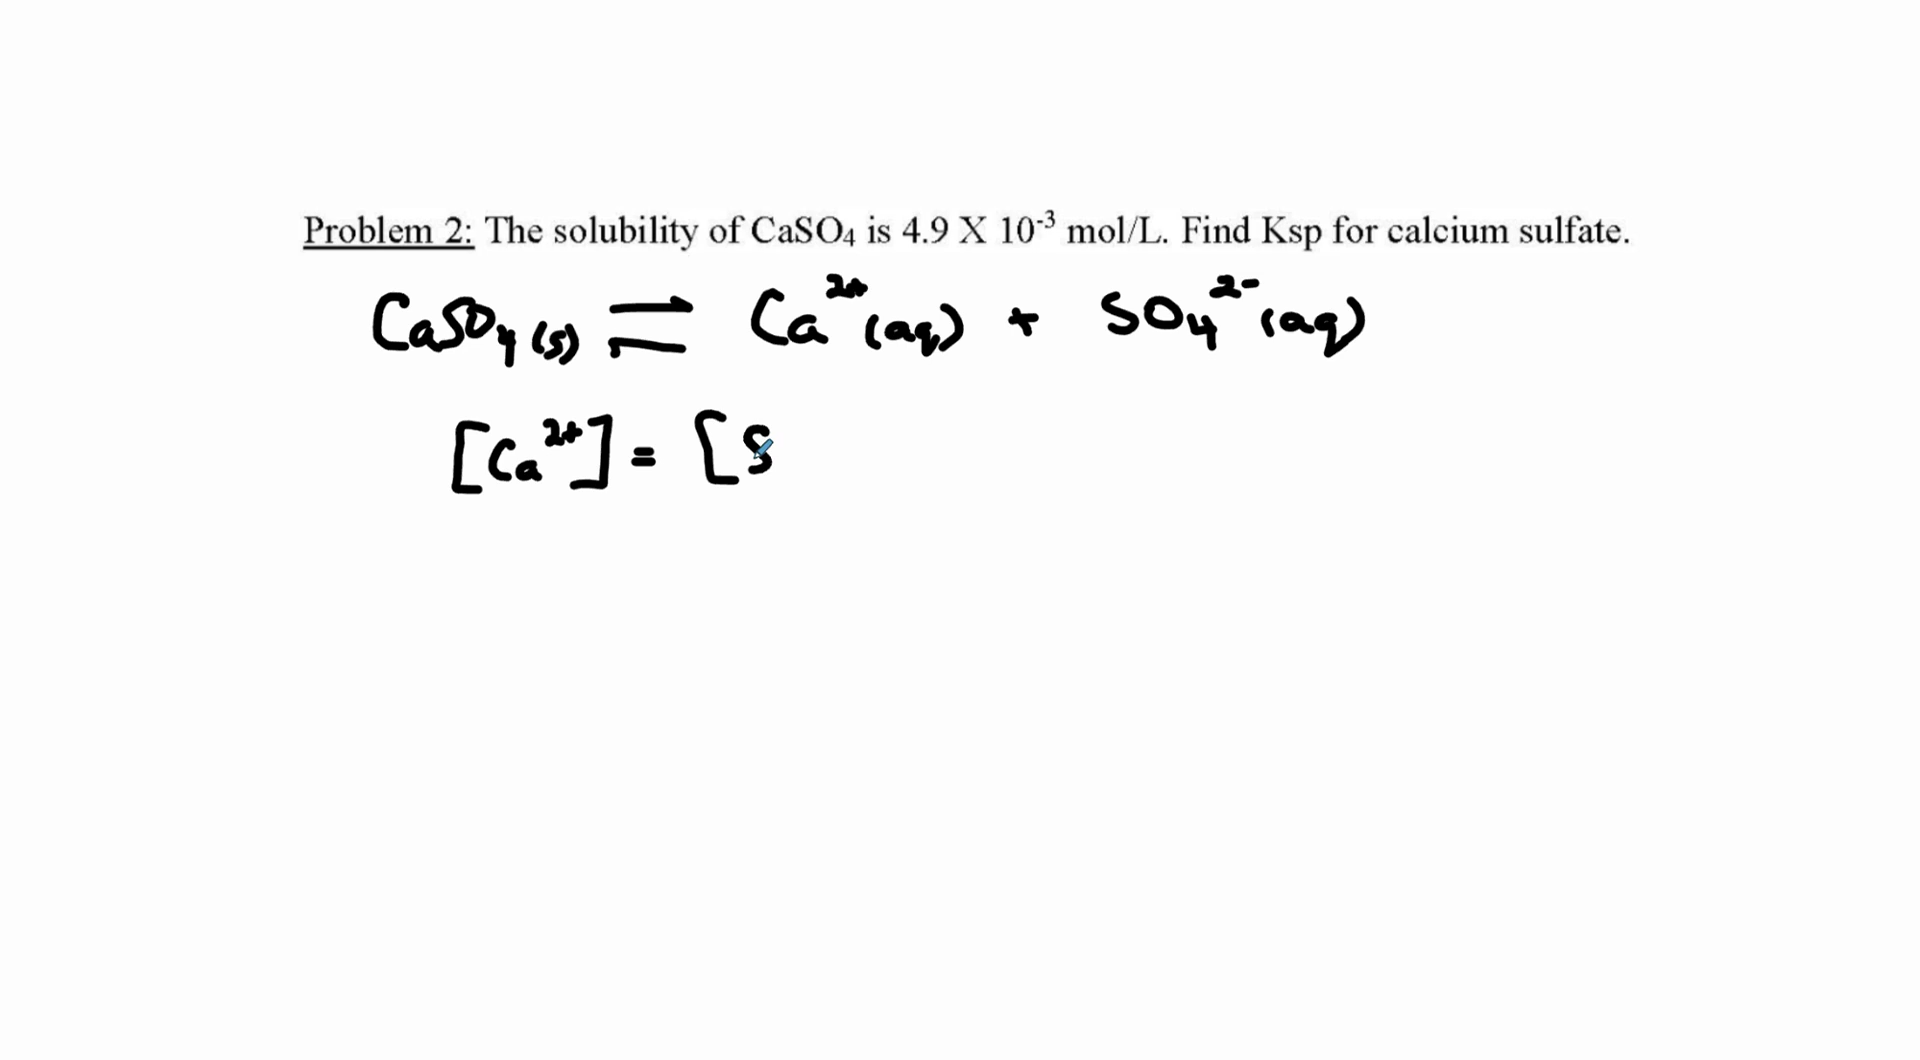 Problem 2: The solubility of CaSO₄ is 4.9 X 10⁻³ mol/L. Find Ksp for calcium sulfate.
CaSO₄(s) ⇌ Ca²⁺(aq) + SO₄²⁻(aq)
[Ca²⁺] = [S